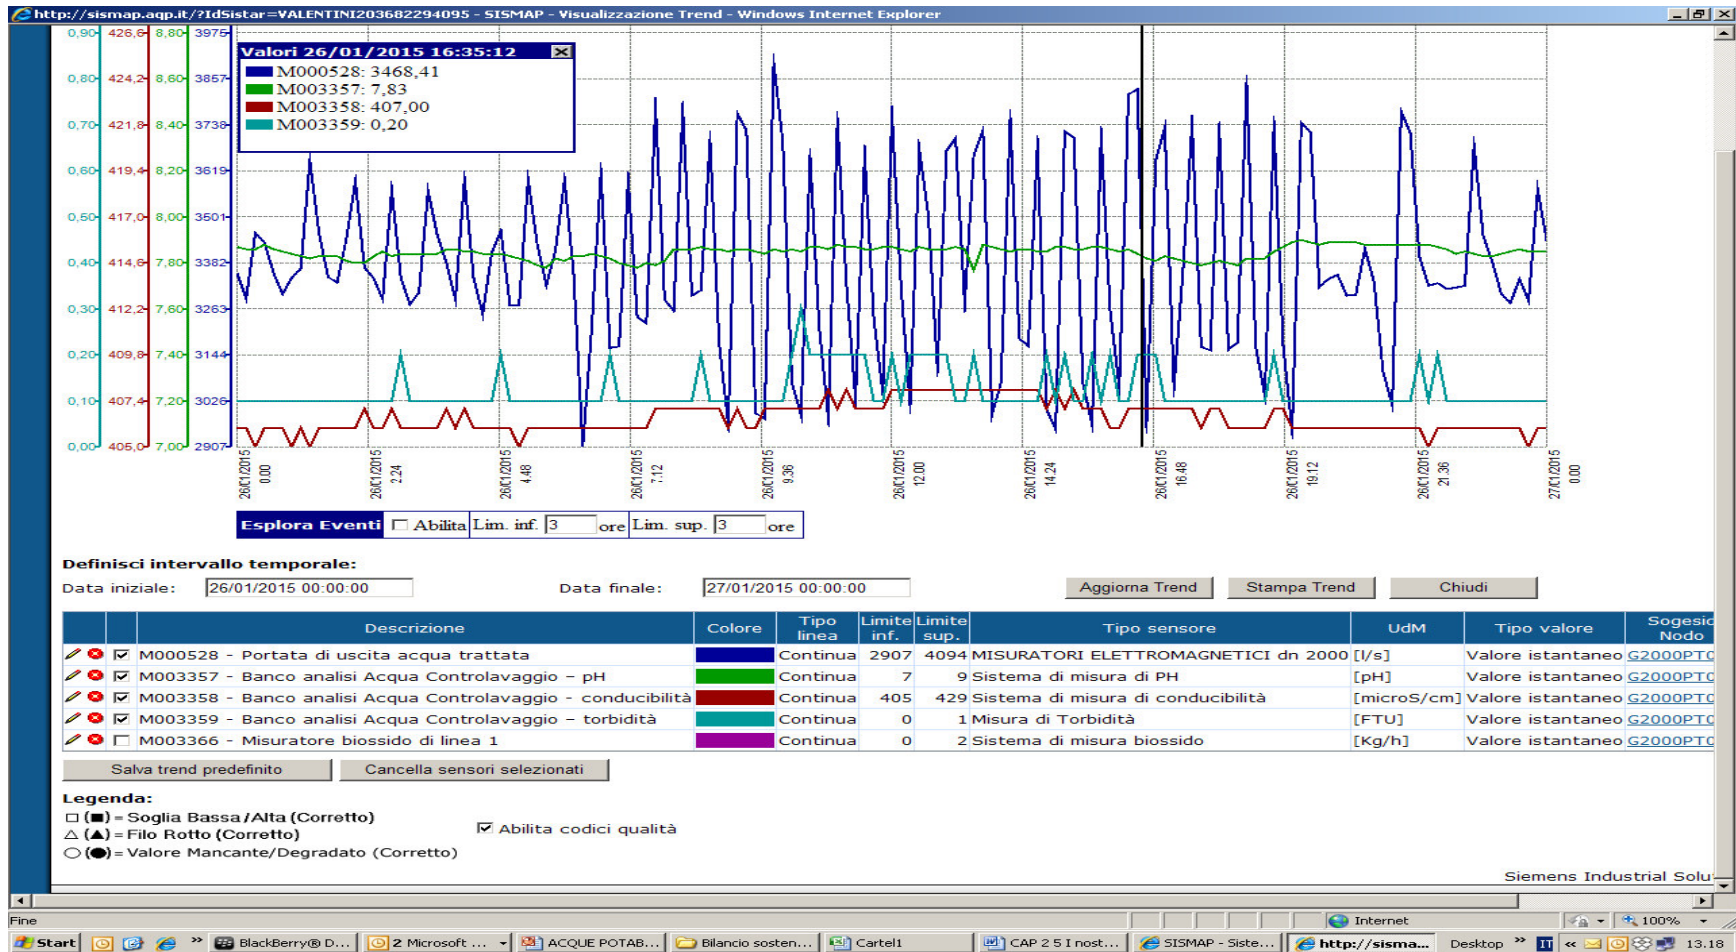 http://sismap.aqp.it/?IdSistar=VALENTINI203682294095 - SISMAP - Visualizzazione Trend - Windows Internet Explorer
0,90 426,6 8,80 3975
0,80 424,2 8,60 3857
0,70 421,8 8,40 3738
0,60 419,4 8,20 3619
0,50 417,0 8,00 3501
0,40 414,6 7,80 3382
0,30 412,2 7,60 3263
0,20 409,8 7,40 3144
0,10 407,4 7,20 3026
0,00 405,0 7,00 2907
Valori 26/01/2015 16:35:12
M000528: 3468,41
M003357: 7,83
M003358: 407,00
M003359: 0,20
26/01/2015 0.00
26/01/2015 2.24
26/01/2015 4.48
26/01/2015 7.12
26/01/2015 9.36
26/01/2015 12.00
26/01/2015 14.24
26/01/2015 16.48
26/01/2015 19.12
26/01/2015 21.36
27/01/2015 0.00
Esplora Eventi Abilita Lim. inf. 3 ore Lim. sup. 3 ore
Definisci intervallo temporale:
Data iniziale: 26/01/2015 00:00:00 Data finale: 27/01/2015 00:00:00 Aggiorna Trend Stampa Trend Chiudi
Descrizione Colore Tipo linea Limite inf. Limite sup. Tipo sensore UdM Tipo valore Sogesid Nodo
M000528 - Portata di uscita acqua trattata Continua 2907 4094 MISURATORI ELETTROMAGNETICI dn 2000 [l/s] Valore istantaneo G2000PT0
M003357 - Banco analisi Acqua Controlavaggio - pH Continua 7 9 Sistema di misura di PH [pH] Valore istantaneo G2000PT0
M003358 - Banco analisi Acqua Controlavaggio - conducibilità Continua 405 429 Sistema di misura di conducibilità [microS/cm] Valore istantaneo G2000PT0
M003359 - Banco analisi Acqua Controlavaggio - torbidità Continua 0 1 Misura di Torbidità [FTU] Valore istantaneo G2000PT0
M003366 - Misuratore biossido di linea 1 Continua 0 2 Sistema di misura biossido [Kg/h] Valore istantaneo G2000PT0
Salva trend predefinito Cancella sensori selezionati
Legenda:
□ (■) = Soglia Bassa/Alta (Corretto)
△ (▲) = Filo Rotto (Corretto)
Abilita codici qualità
○ (●) = Valore Mancante/Degradato (Corretto)
Siemens Industrial Solu
Fine Internet 100%
Start BlackBerry® D... 2 Microsoft ... ACQUE POTAB... Bilancio sosten... Cartel1 CAP 2 5 I nost... SISMAP - Siste... http://sisma... Desktop IT 13.16